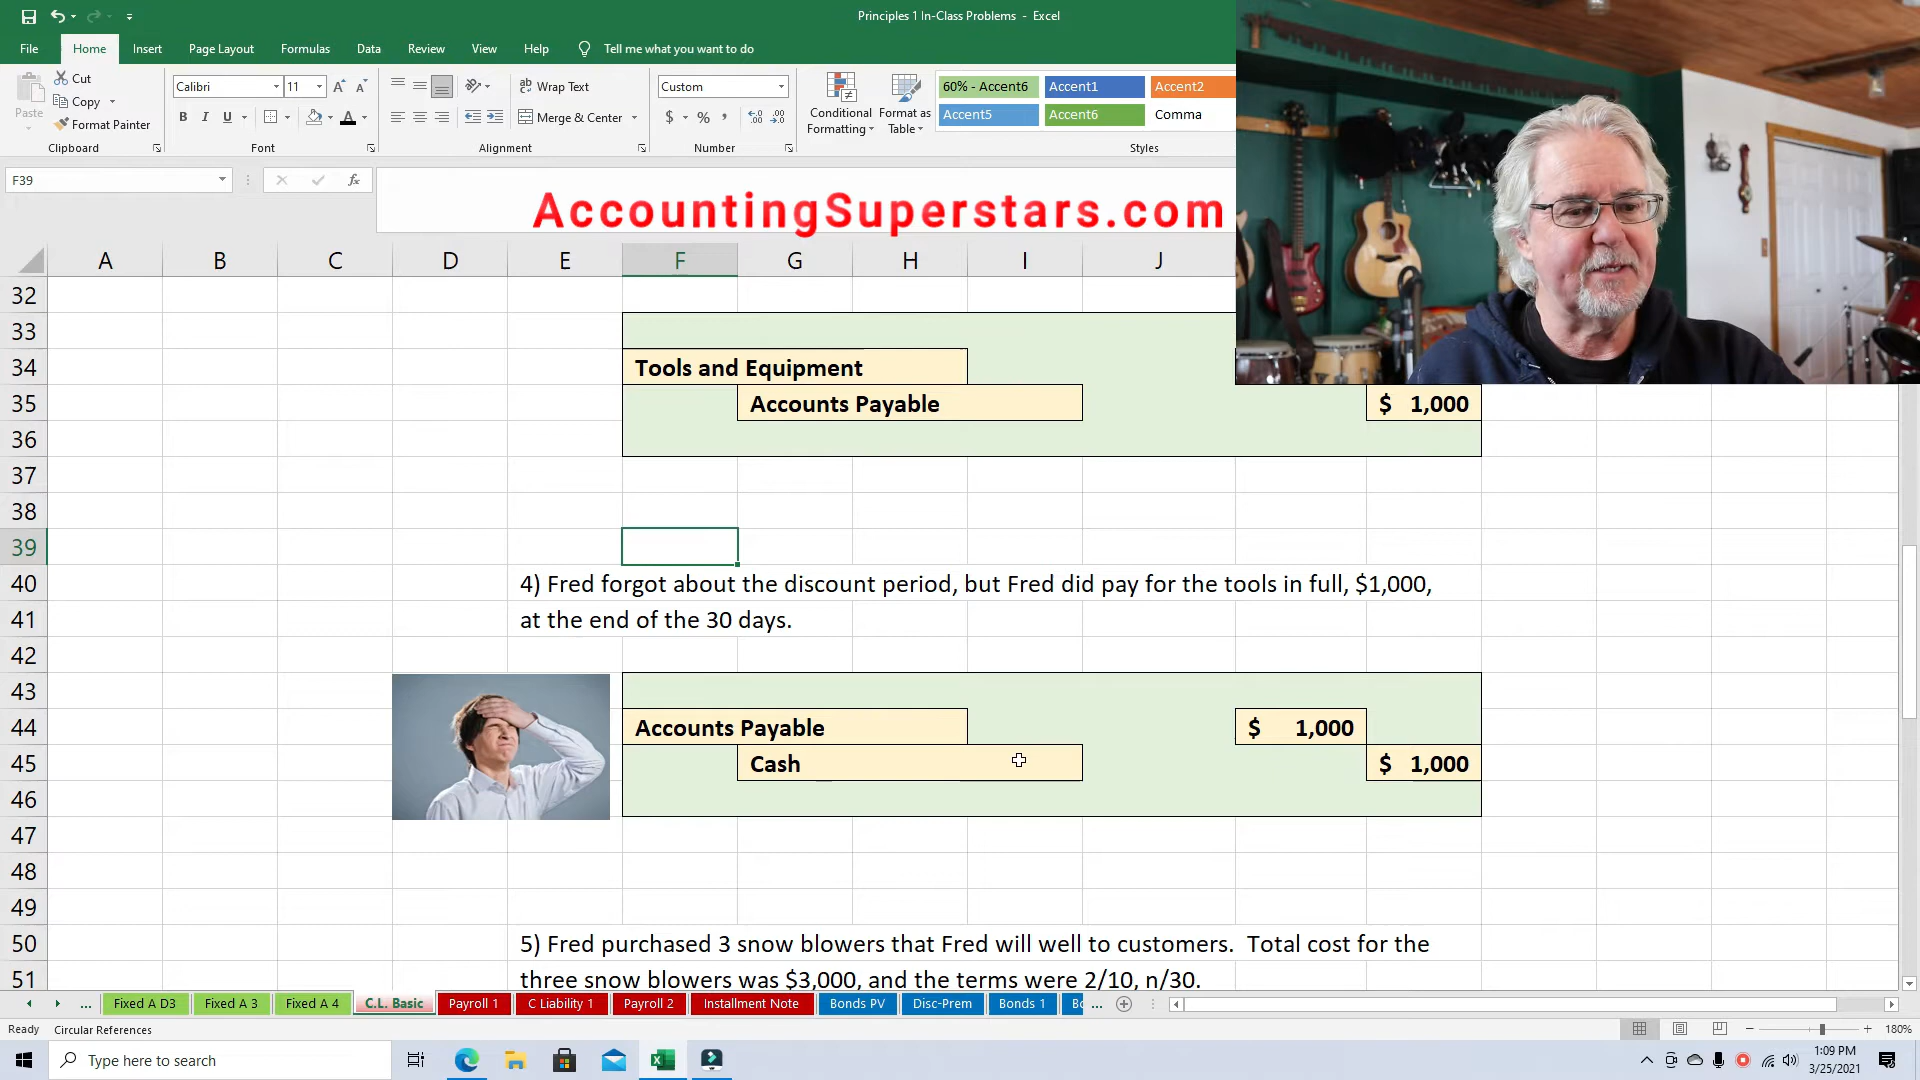 Principles 1 In-Class Problems - Excel
File Home Insert Page Layout Formulas Data Review View Help Tell me what you want to do
Paste
Cut
Copy
Format Painter
Clipboard
Calibri 11
B I U
Font
Wrap Text
Merge & Center
Alignment
Custom
$ % ,
Number
Conditional Formatting
Format as Table
60% - Accent6 Accent1 Accent2
Accent5 Accent6 Comma
Styles
F39
fx
AccountingSuperstars.com
A B C D E F G H I J
32
33
34 Tools and Equipment
35 Accounts Payable $ 1,000
36
37
38
39
40 4) Fred forgot about the discount period, but Fred did pay for the tools in full, $1,000,
41 at the end of the 30 days.
42
43
44 Accounts Payable $ 1,000
45 Cash $ 1,000
46
47
48
49
50 5) Fred purchased 3 snow blowers that Fred will well to customers. Total cost for the
51 three snow blowers was $3,000, and the terms were 2/10, n/30.
... Fixed A D3 Fixed A 3 Fixed A 4 C.L. Basic Payroll 1 C Liability 1 Payroll 2 Installment Note Bonds PV Disc-Prem Bonds 1 ...
Ready Circular References 180%
Type here to search
1:09 PM
3/25/2021